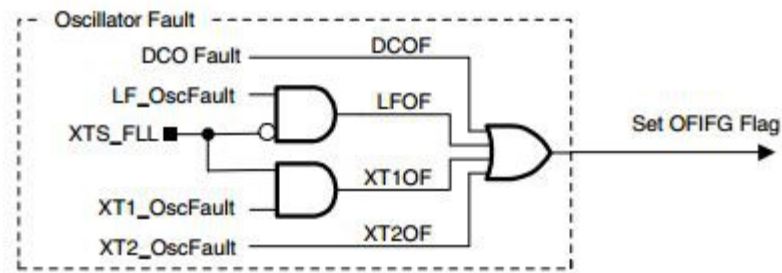 Oscillator Fault
DCO Fault
DCOF
LF_OscFault
LFOF
XTS_FLL
Set OFIFG Flag
XT1OF
XT1_OscFault
XT2_OscFault
XT2OF